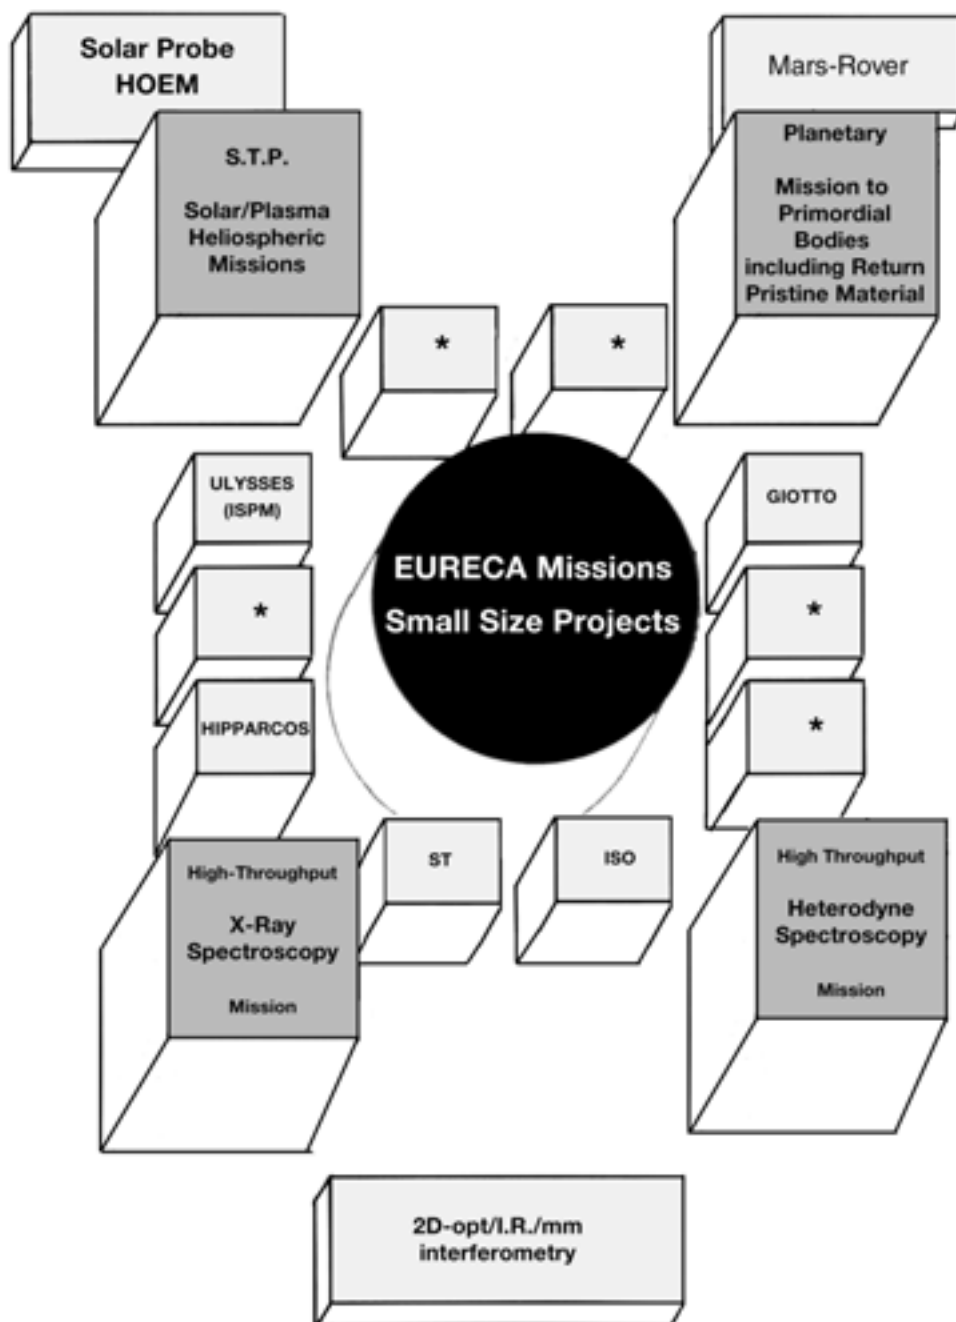 Solar Probe
HOEM
Mars-Rover
S.T.P.
Solar/Plasma
Heliospheric
Missions
Planetary
Mission to
Primordial
Bodies
including Return
Pristine Material
*
*
ULYSSES
(ISPM)
GIOTTO
EURECA Missions
Small Size Projects
*
*
HIPPARCOS
*
ST
ISO
High-Throughput
X-Ray
Spectroscopy
Mission
High Throughput
Heterodyne
Spectroscopy
Mission
2D-opt/I.R./mm
interferometry